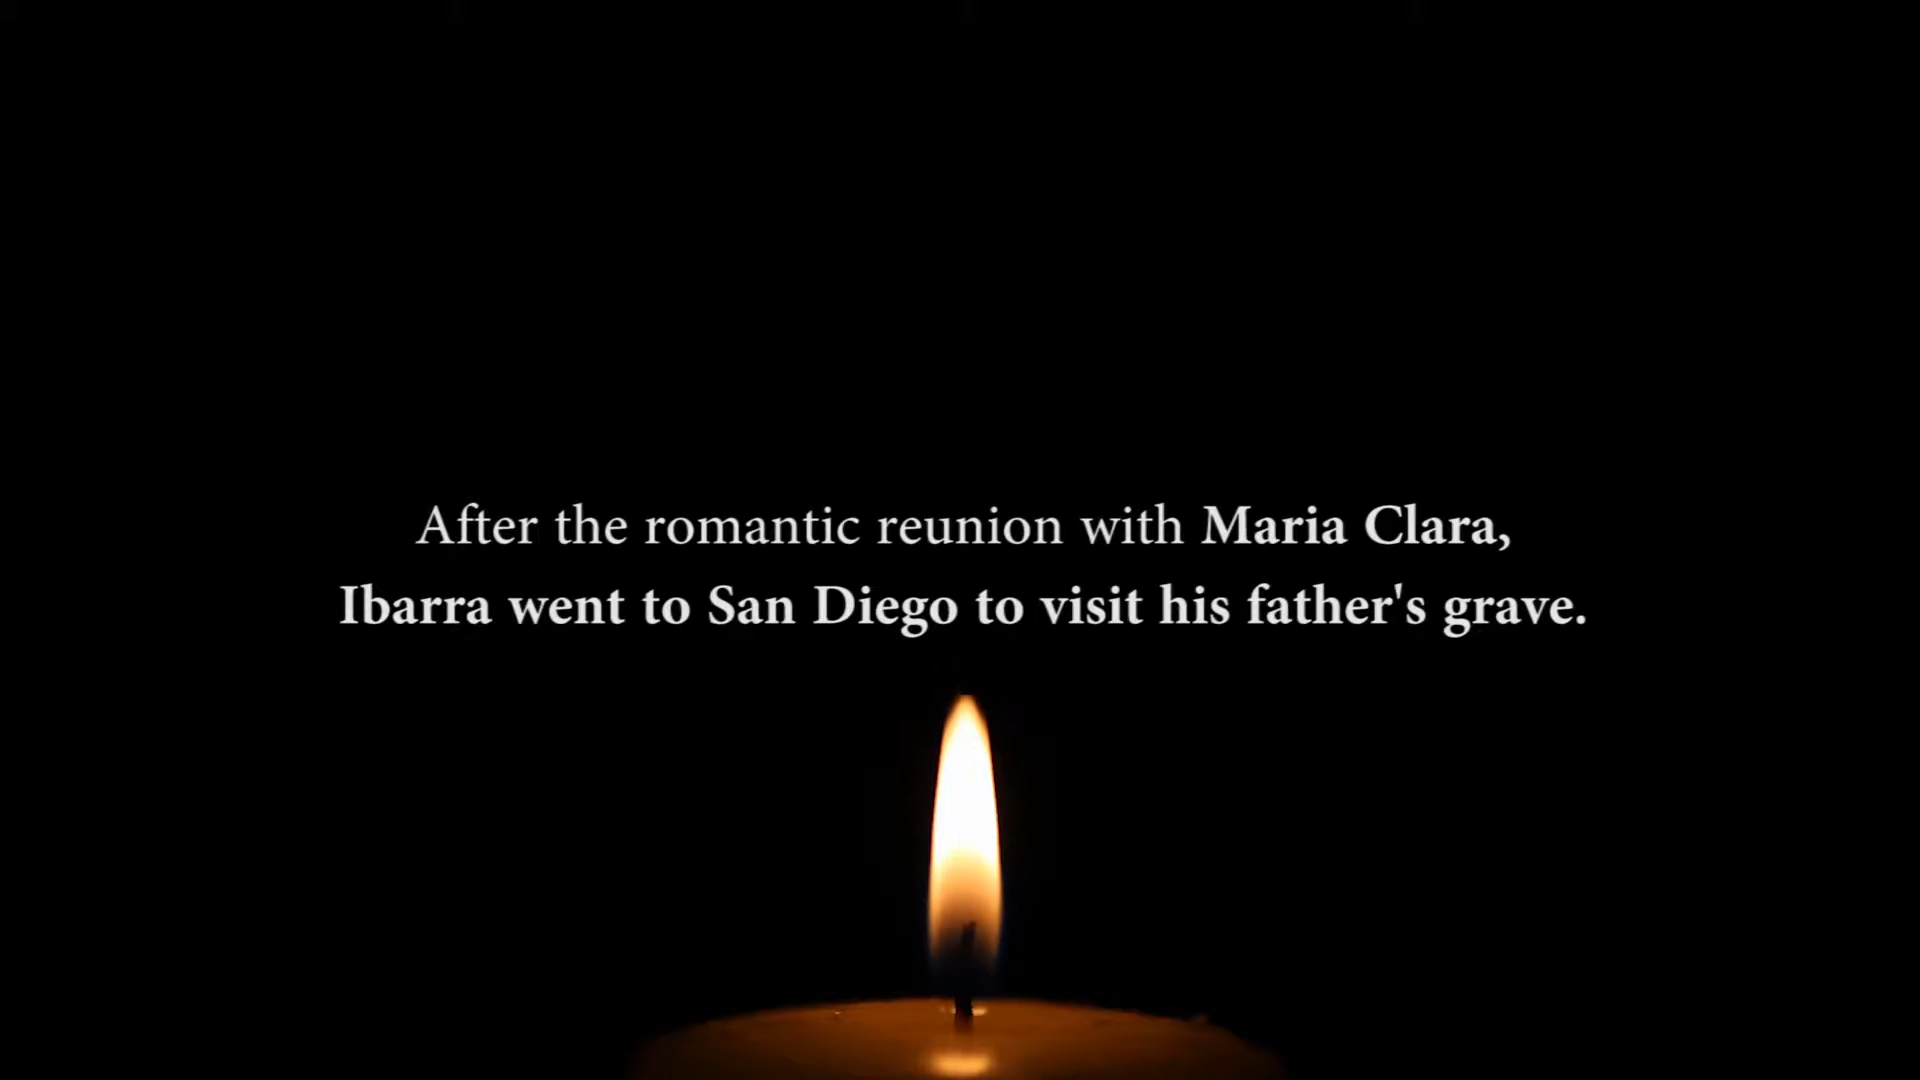 After the romantic reunion with Maria Clara,
Ibarra went to San Diego to visit his father's grave.